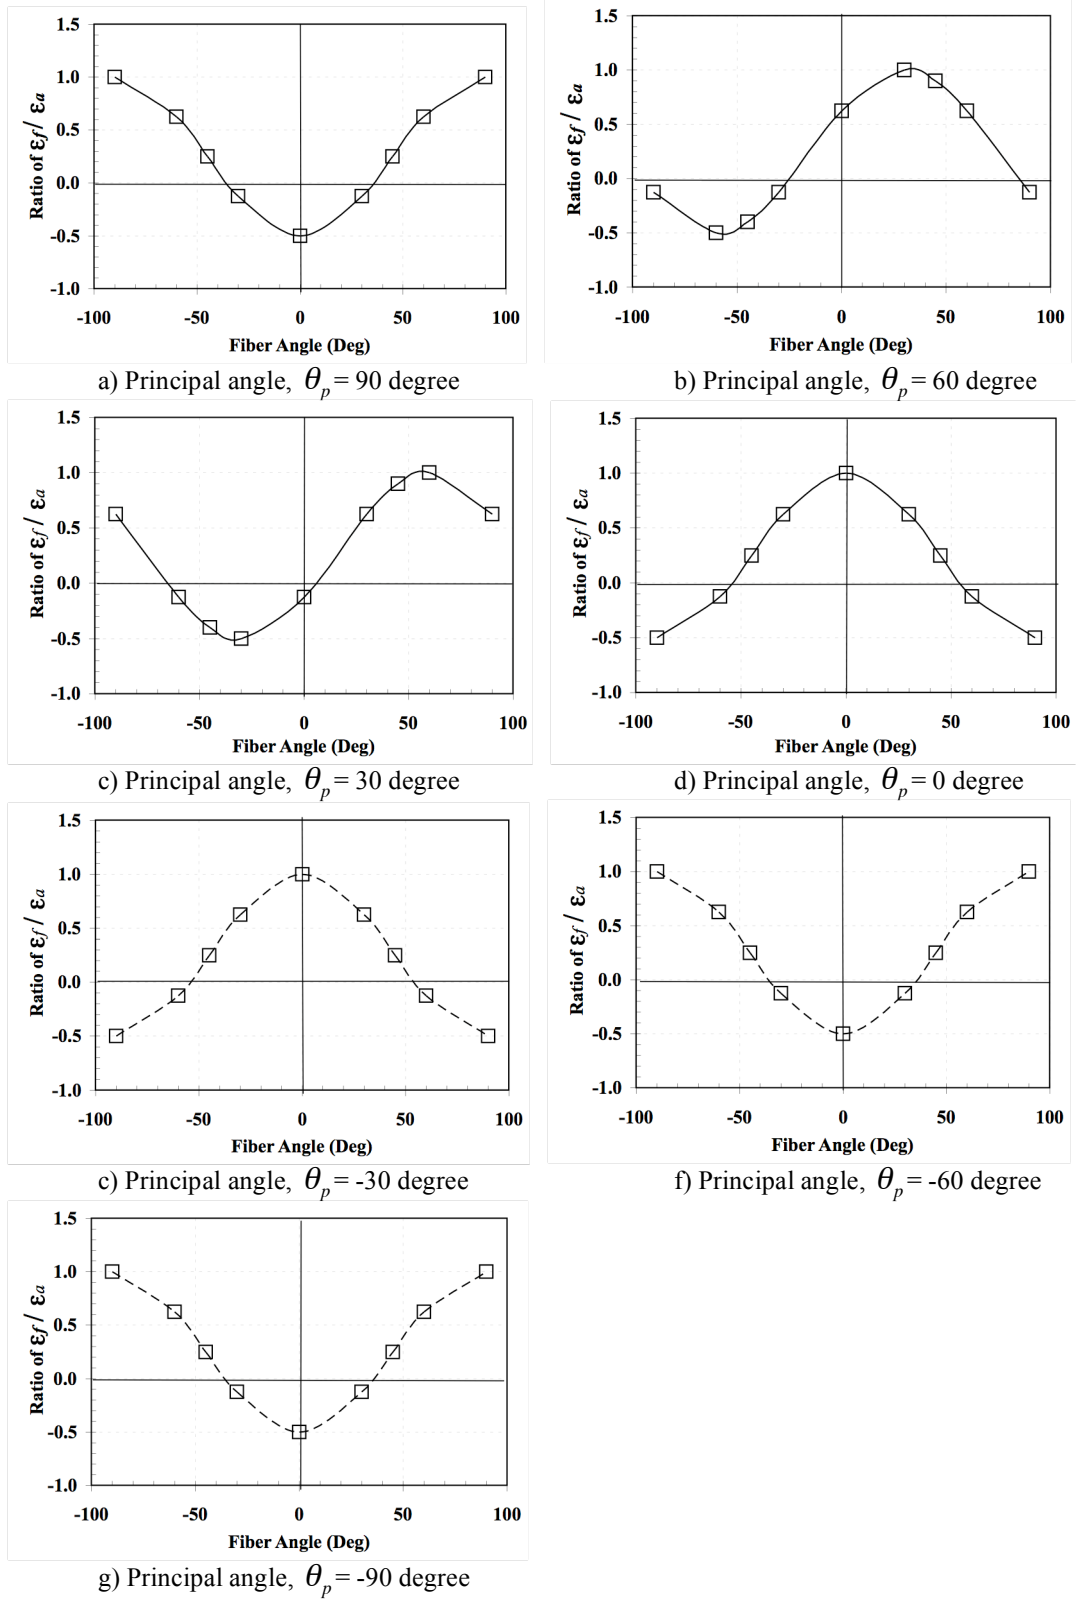 1.5
1.0
0.5
0.0
-0.5
-1.0
Ratio of εf / εa
-100 -50 0 50 100
Fiber Angle (Deg)
a) Principal angle, θp = 90 degree
1.5
1.0
0.5
0.0
-0.5
-1.0
Ratio of εf / εa
-100 -50 0 50 100
Fiber Angle (Deg)
b) Principal angle, θp = 60 degree
1.5
1.0
0.5
0.0
-0.5
-1.0
Ratio of εf / εa
-100 -50 0 50 100
Fiber Angle (Deg)
c) Principal angle, θp = 30 degree
1.5
1.0
0.5
0.0
-0.5
-1.0
Ratio of εf / εa
-100 -50 0 50 100
Fiber Angle (Deg)
d) Principal angle, θp = 0 degree
1.5
1.0
0.5
0.0
-0.5
-1.0
Ratio of εf / εa
-100 -50 0 50 100
Fiber Angle (Deg)
c) Principal angle, θp = -30 degree
1.5
1.0
0.5
0.0
-0.5
-1.0
Ratio of εf / εa
-100 -50 0 50 100
Fiber Angle (Deg)
f) Principal angle, θp = -60 degree
1.5
1.0
0.5
0.0
-0.5
-1.0
Ratio of εf / εa
-100 -50 0 50 100
Fiber Angle (Deg)
g) Principal angle, θp = -90 degree